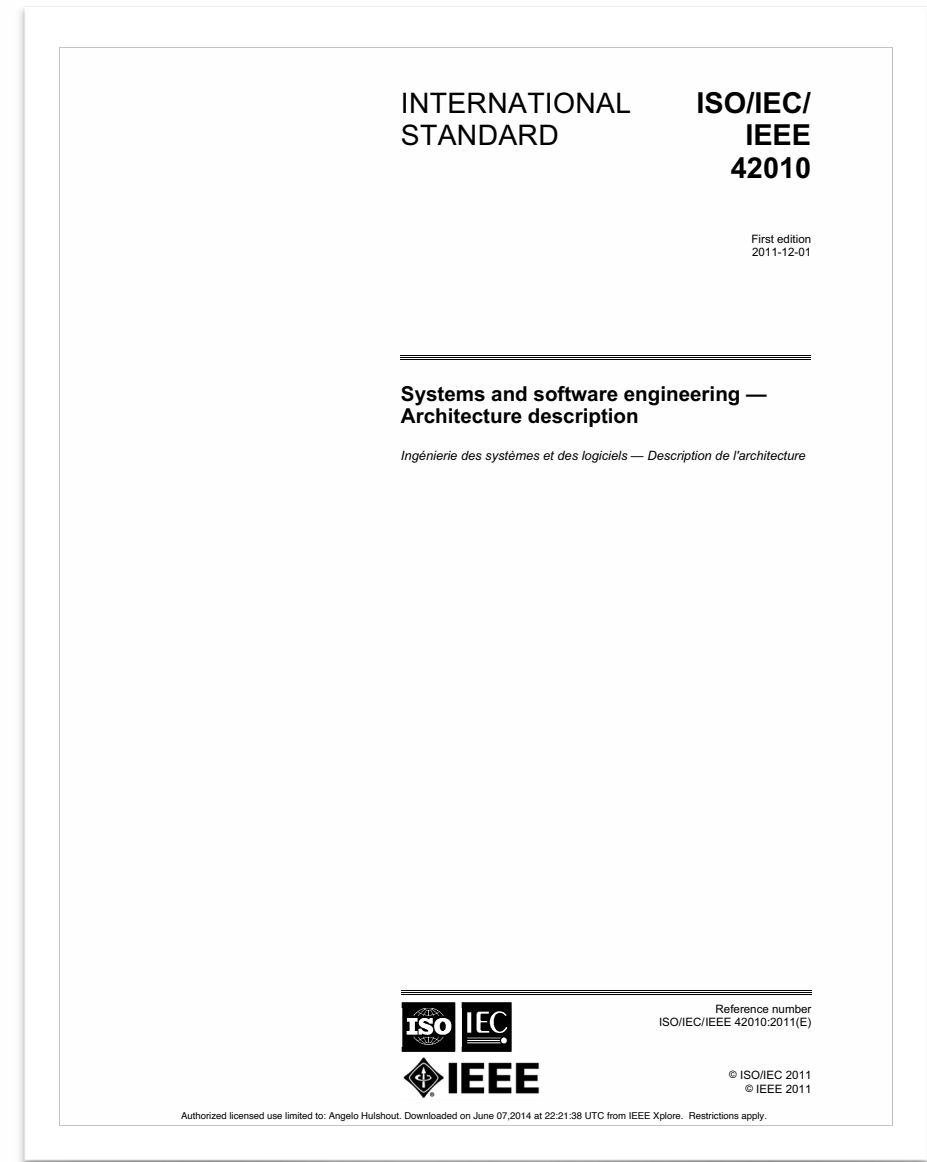 INTERNATIONAL
STANDARD
ISO/IEC/
IEEE
42010
First edition
2011-12-01
Systems and software engineering —
Architecture description
Ingénierie des systèmes et des logiciels — Description de l'architecture
ISO
IEC
IEEE
Reference number
ISO/IEC/IEEE 42010:2011(E)
© ISO/IEC 2011
© IEEE 2011
Authorized licensed use limited to: Angelo Hulshout. Downloaded on June 07,2014 at 22:21:38 UTC from IEEE Xplore. Restrictions apply.